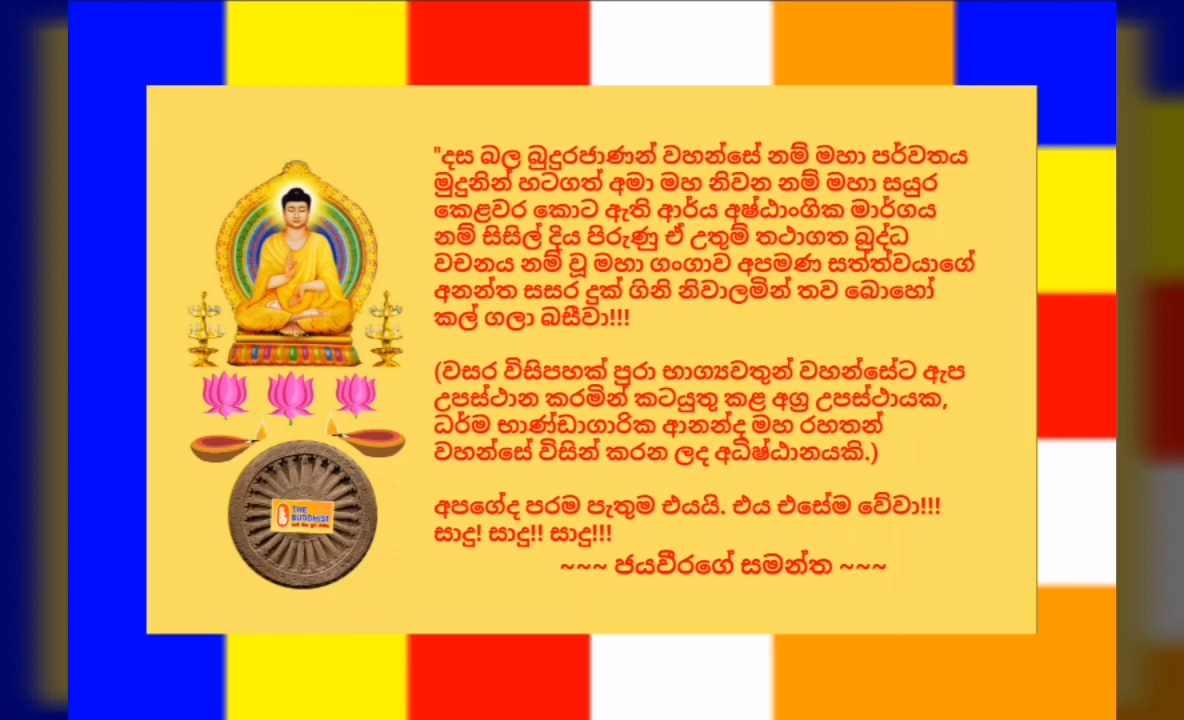 "දස බල බුදුරජාණන් වහන්සේ නම් මහා පර්වතය
මුදුනින් හටගත් අමා මහ නිවන නම් මහා සයුර
කෙළවර කොට ඇති ආර්ය අෂ්ඨාංගික මාර්ගය
නම් සිසිල් දිය පිරුණු ඒ උතුම් තථාගත බුද්ධ
වචනය නම් වූ මහා ගංගාව අපමණ සත්ත්වයාගේ
අනන්ත සසර දුක් ගිනි නිවාලමින් තව බොහෝ
කල් ගලා බසීවා!!!
(වසර විසිපහක් පුරා භාග්‍යවතුන් වහන්සේට ඇප
උපස්ථාන කරමින් කටයුතු කළ අග්‍ර උපස්ථායක,
ධර්ම භාණ්ඩාගාරික ආනන්ද මහ රහතන්
වහන්සේ විසින් කරන ලද අධිෂ්ඨානයකි.)
අපගේද පරම පැතුම එයයි. එය එසේම වේවා!!!
සාදු! සාදු!! සාදු!!!
~~~ ජයවීරගේ සමන්ත ~~~
THE
BUDDHIST